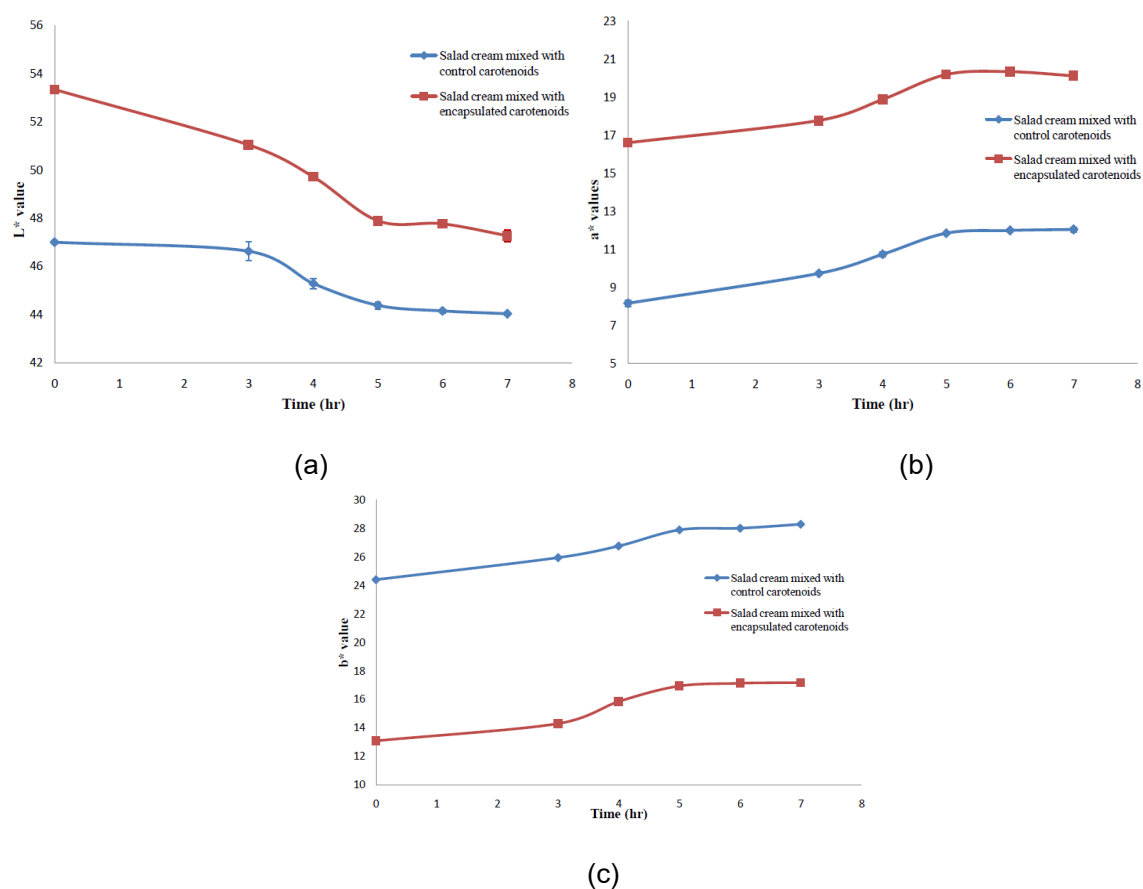 56
54
52
50
48
46
44
42
L* value
0 1 2 3 4 5 6 7 8
Time (hr)
Salad cream mixed with
control carotenoids
Salad cream mixed with
encapsulated carotenoids
(a)
23
21
19
17
15
13
11
9
7
5
a* values
0 1 2 3 4 5 6 7 8
Time (hr)
Salad cream mixed with
control carotenoids
Salad cream mixed with
encapsulated carotenoids
(b)
30
28
26
24
22
20
18
16
14
12
10
b* value
0 1 2 3 4 5 6 7 8
Time (hr)
Salad cream mixed with
control carotenoids
Salad cream mixed with
encapsulated carotenoids
(c)